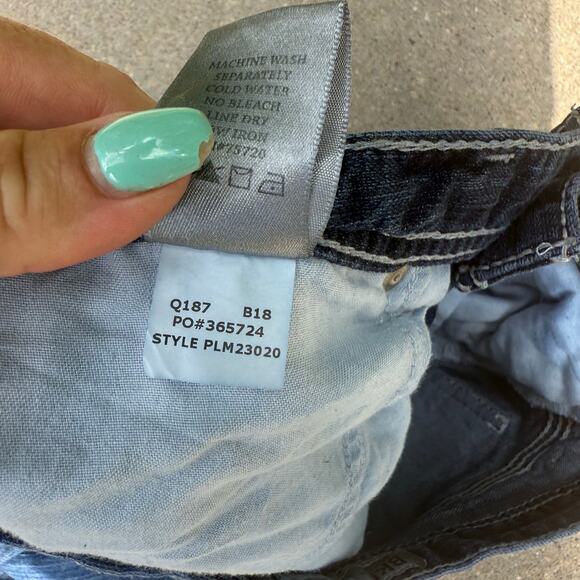 MACHINE WASH
SEPARATELY
COLD WATER
NO BLEACH
LINE DRY
IRON
Q187 B18
PO#365724
STYLE PLM23020